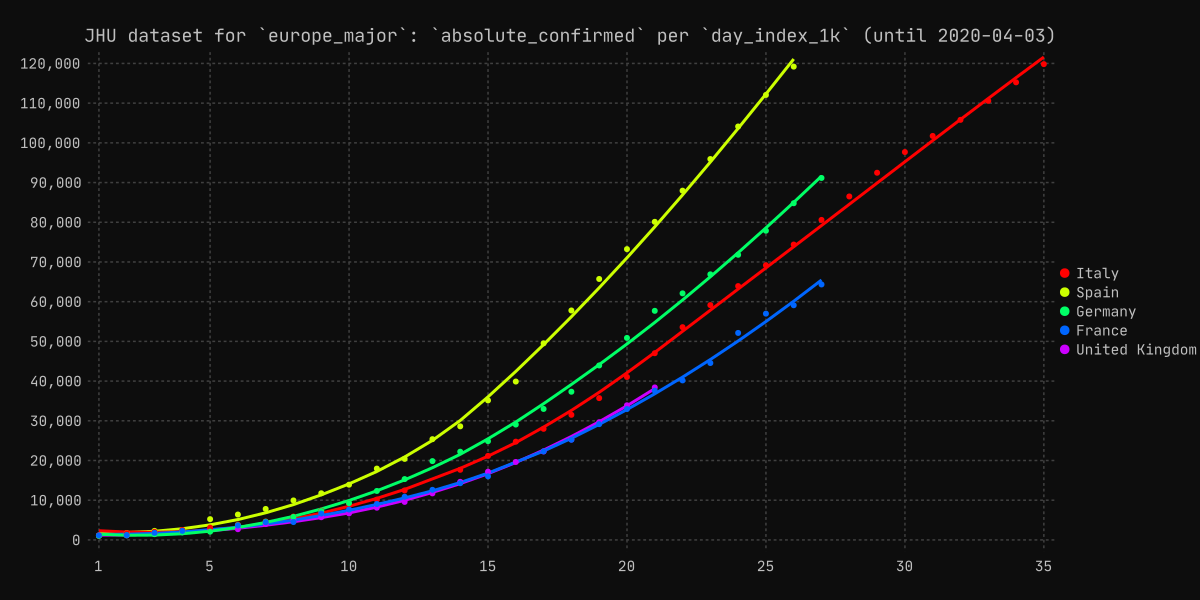 JHU dataset for `europe_major`: `absolute_confirmed` per `day_index_1k` (until 2020-04-03)
120,000
110,000
100,000
90,000
80,000
70,000
60,000
50,000
40,000
30,000
20,000
10,000
0
1 5 10 15 20 25 30 35
Italy
Spain
Germany
France
United Kingdom